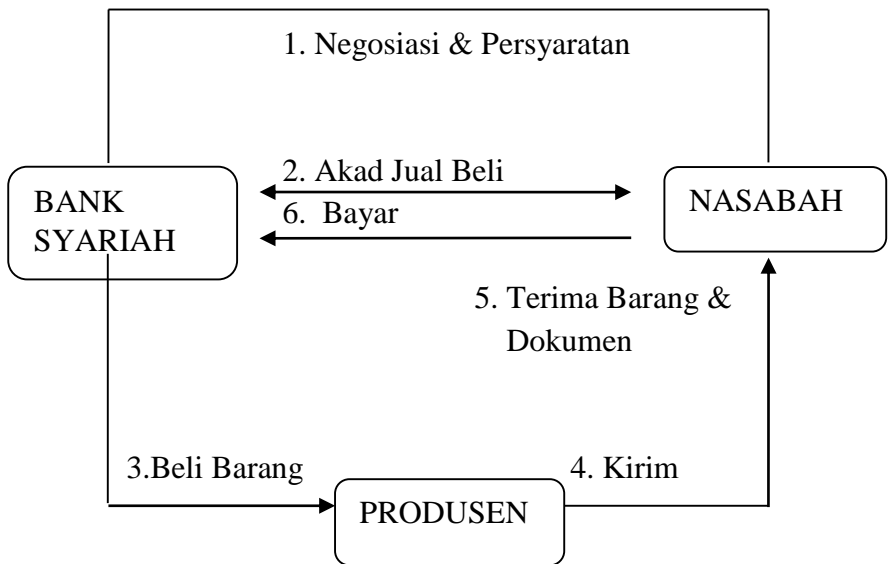 1. Negosiasi & Persyaratan
2. Akad Jual Beli
BANK
SYARIAH
6. Bayar
NASABAH
5. Terima Barang &
Dokumen
3.Beli Barang
4. Kirim
PRODUSEN